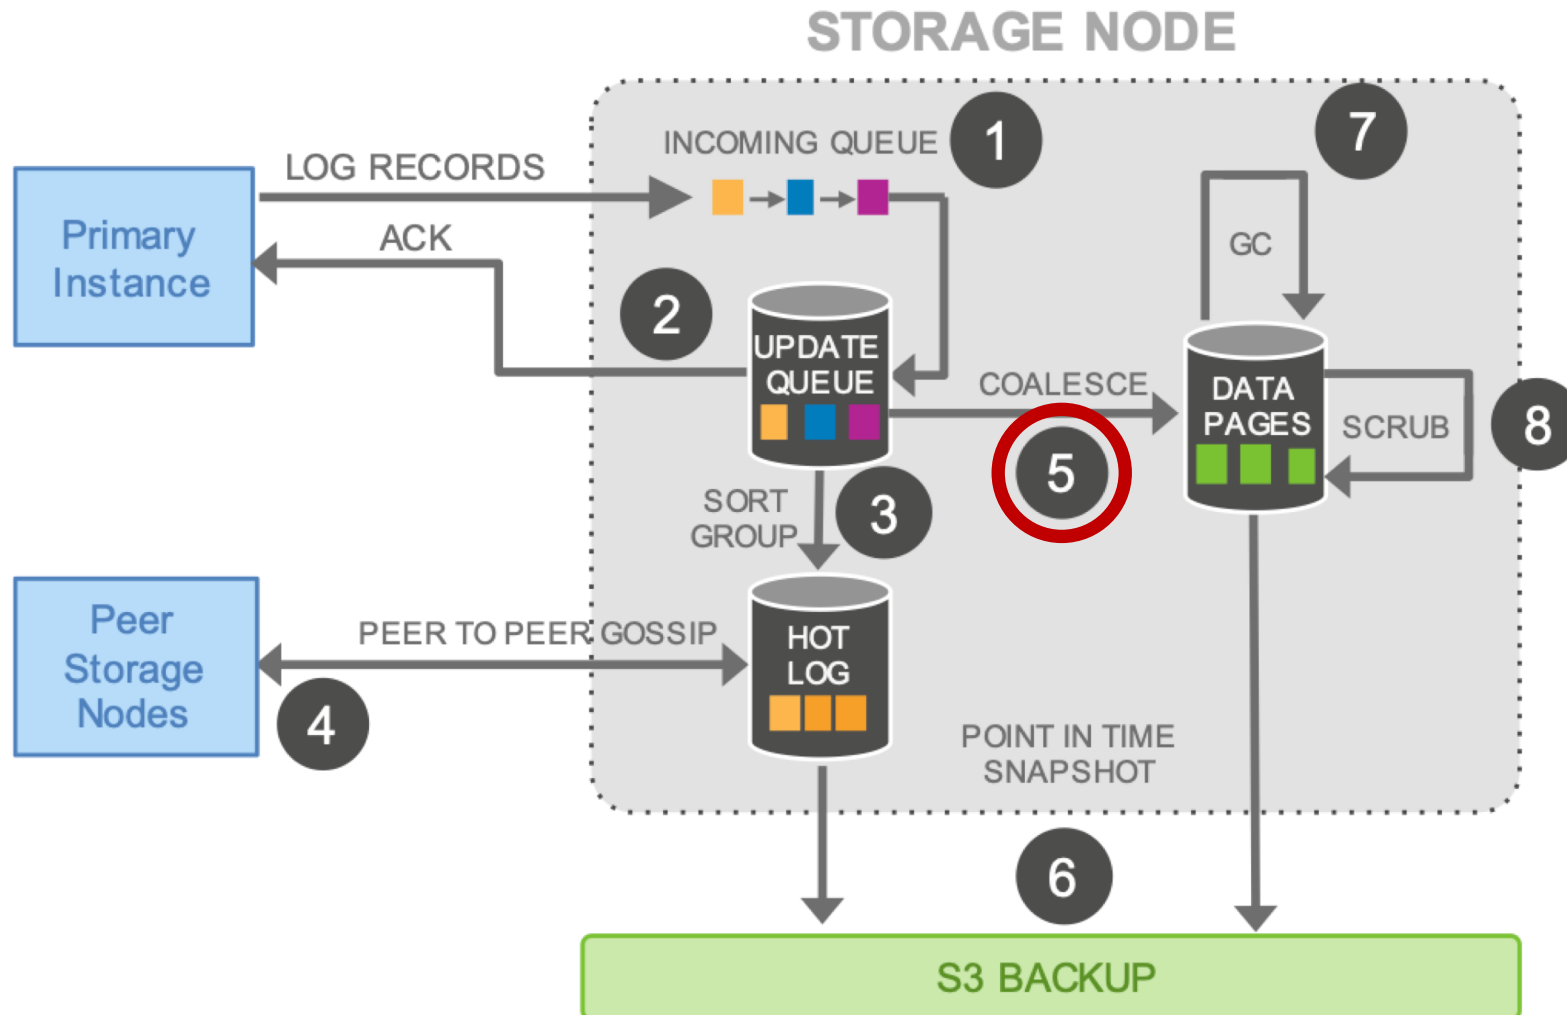 STORAGE NODE
1
7
INCOMING QUEUE
LOG RECORDS
Primary
Instance
ACK
GC
2
UPDATE
QUEUE
COALESCE
5
DATA
PAGES
SCRUB
8
SORT
GROUP
3
Peer
Storage
Nodes
PEER TO PEER GOSSIP
4
HOT
LOG
POINT IN TIME
SNAPSHOT
6
S3 BACKUP